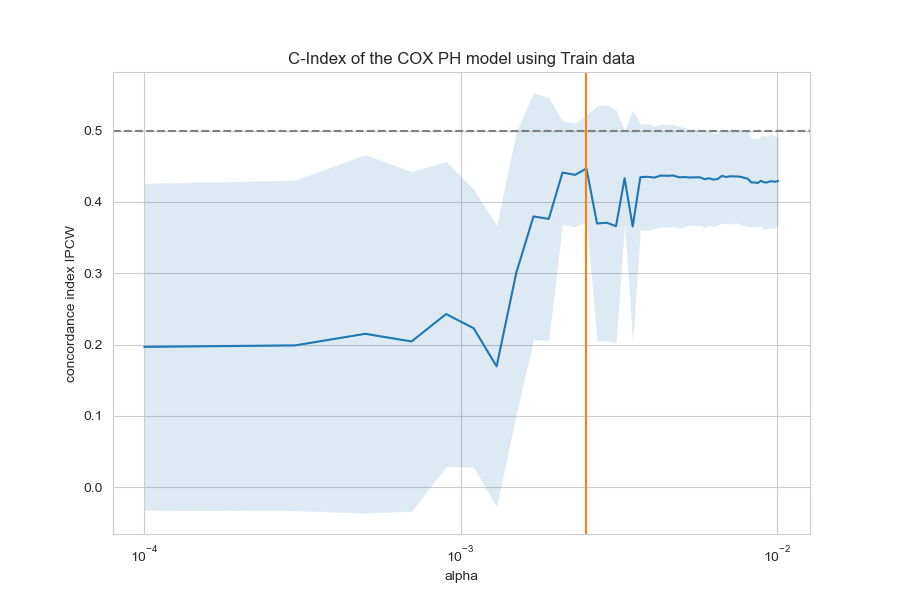 C-Index of the COX PH model using Train data
concordance index IPCW
0.5
0.4
0.3
0.2
0.1
0.0
10⁻⁴ 10⁻³ 10⁻²
alpha